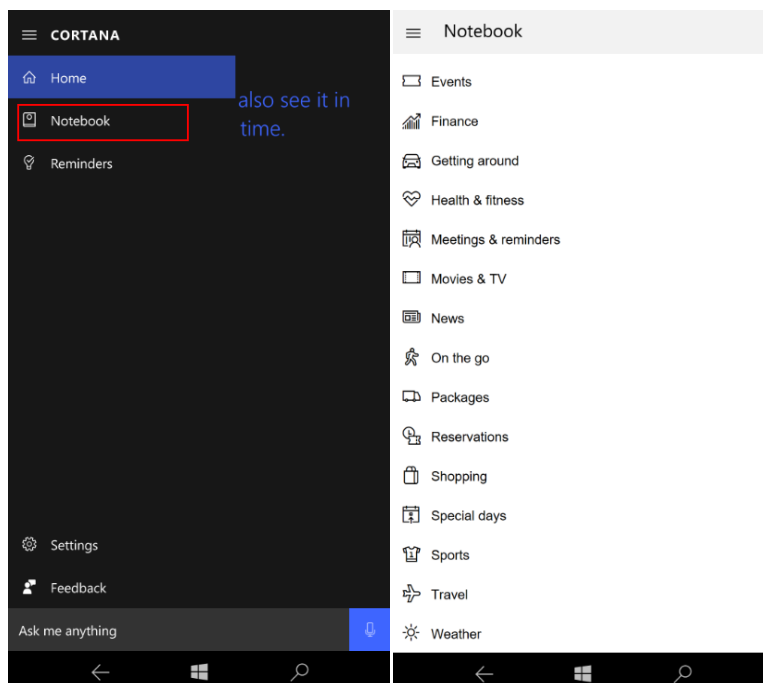 CORTANA
Home
also see it in
Notebook
time.
Reminders
Settings
Feedback
Ask me anything
Notebook
Events
Finance
Getting around
Health & fitness
Meetings & reminders
Movies & TV
News
On the go
Packages
Reservations
Shopping
Special days
Sports
Travel
Weather